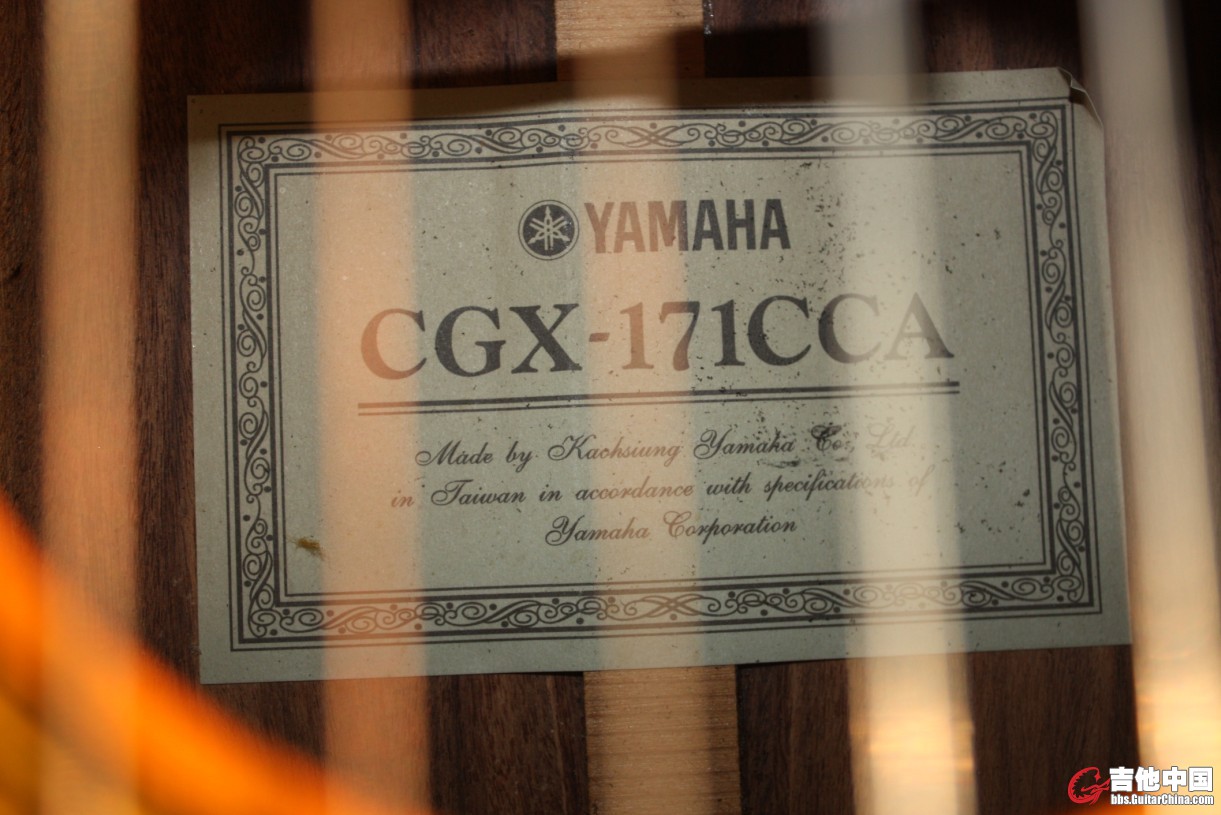 YAMAHA
CGX-171CCA
Made by Kaohsiung Yamaha Co., Ltd.
in Taiwan in accordance with specifications of
Yamaha Corporation
吉他中国
bbs.GuitarChina.com